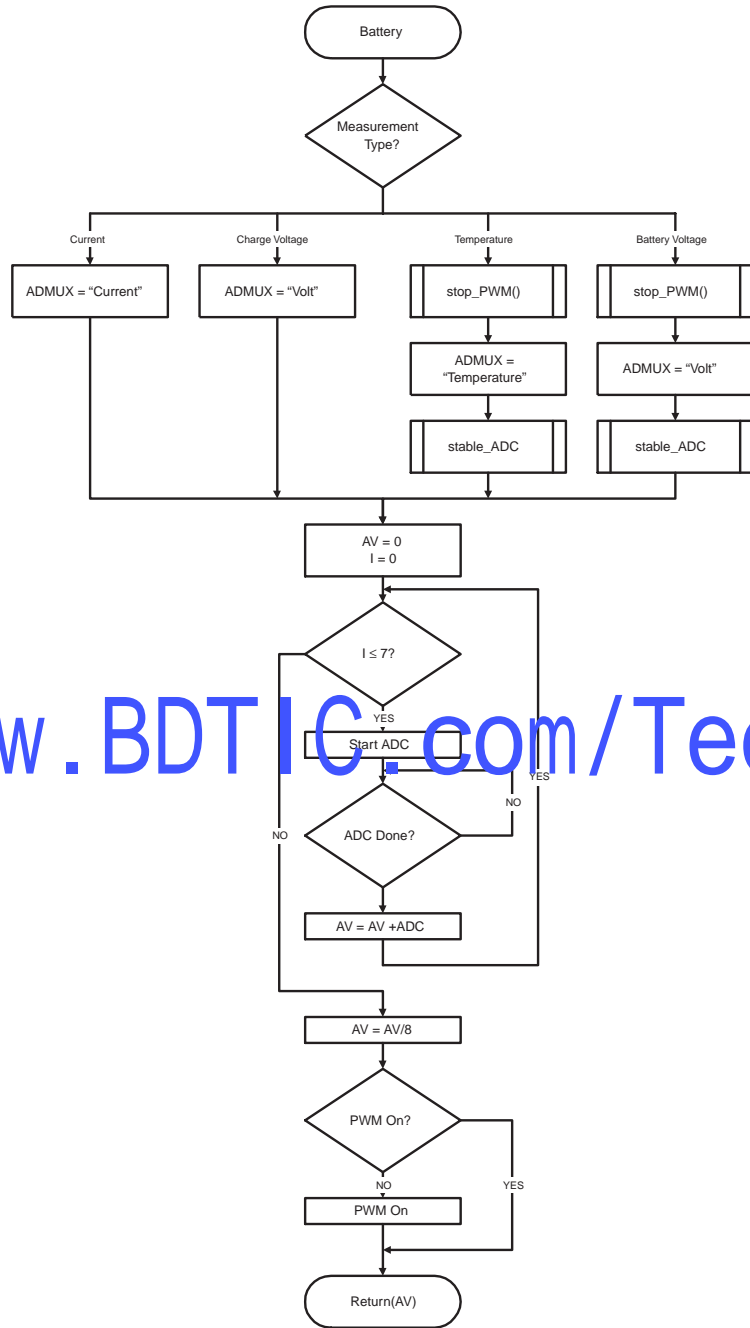 Battery
Measurement
Type?
Current
Charge Voltage
Temperature
Battery Voltage
ADMUX = “Current”
ADMUX = “Volt”
stop_PWM()
stop_PWM()
ADMUX =
“Temperature”
ADMUX = “Volt”
stable_ADC
stable_ADC
AV = 0
I = 0
I ≤ 7?
YES
Start ADC
w.BDTIC.com/Tec
YES
NO
NO
ADC Done?
AV = AV +ADC
AV = AV/8
PWM On?
NO
YES
PWM On
Return(AV)